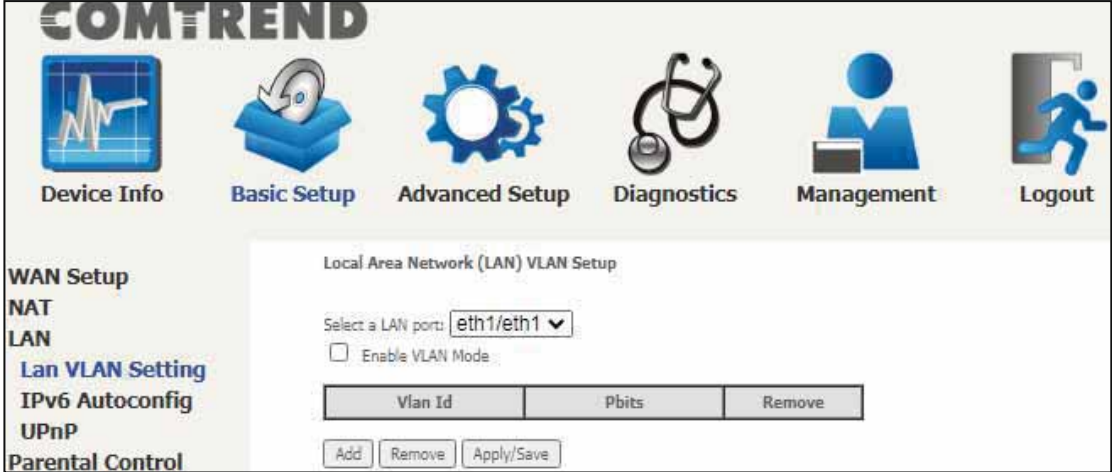 COMTREND
Device Info Basic Setup Advanced Setup Diagnostics Management Logout
WAN Setup
NAT
LAN
Lan VLAN Setting
IPv6 Autoconfig
UPnP
Parental Control
Local Area Network (LAN) VLAN Setup
Select a LAN port: eth1/eth1
Enable VLAN Mode
Vlan Id Pbits Remove
Add Remove Apply/Save